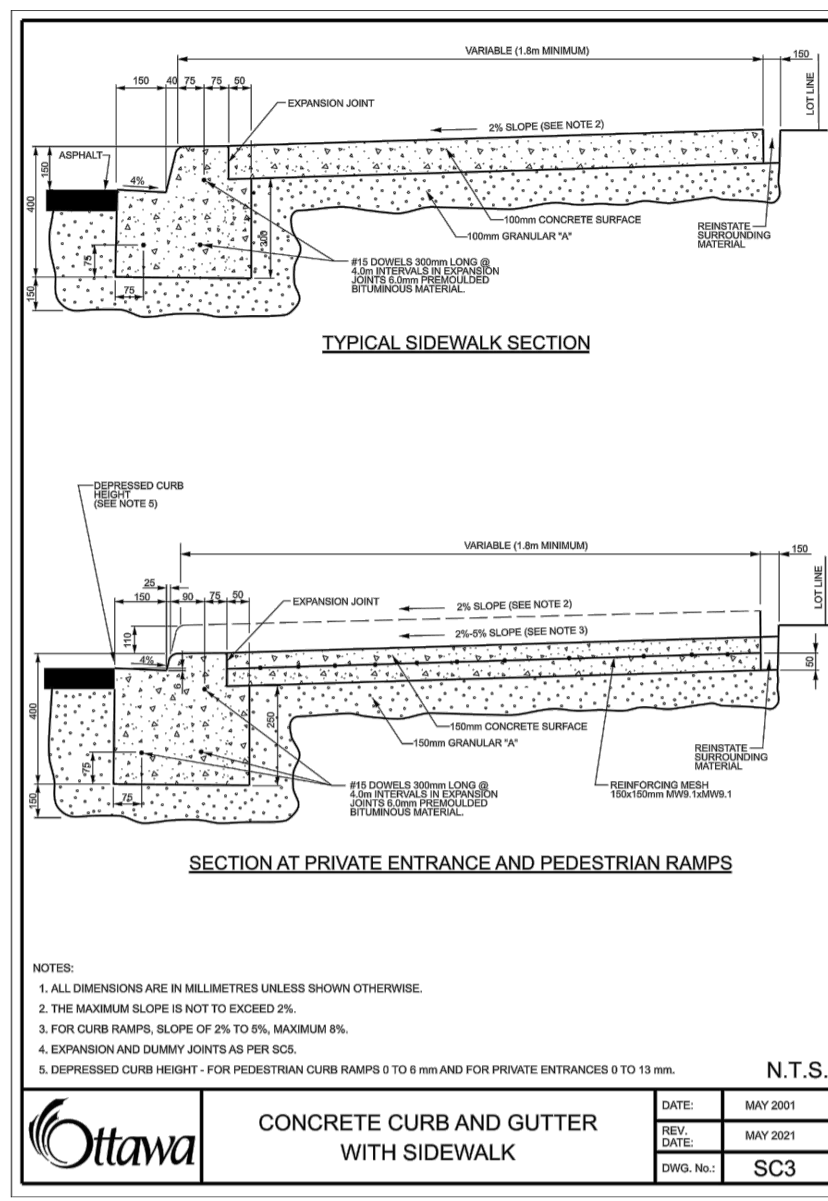 VARIABLE (1.8m MINIMUM)
150
LOT LINE
150 40 75 75 50
EXPANSION JOINT
2% SLOPE (SEE NOTE 2)
ASPHALT
150
4%
400
100mm CONCRETE SURFACE
100mm GRANULAR "A"
REINSTATE
SURROUNDING
MATERIAL
300
75
75
#15 DOWELS 300mm LONG @
4.0m INTERVALS IN EXPANSION
JOINTS 6.0mm PREMOULDED
BITUMINOUS MATERIAL.
150
TYPICAL SIDEWALK SECTION
DEPRESSED CURB
HEIGHT
(SEE NOTE 5)
VARIABLE (1.8m MINIMUM)
150
LOT LINE
25
150 90 75 50
EXPANSION JOINT
2% SLOPE (SEE NOTE 2)
110
2%-5% SLOPE (SEE NOTE 3)
4%
6
50
400
250
150mm CONCRETE SURFACE
150mm GRANULAR "A"
REINSTATE
SURROUNDING
MATERIAL
75
75
#15 DOWELS 300mm LONG @
4.0m INTERVALS IN EXPANSION
JOINTS 6.0mm PREMOULDED
BITUMINOUS MATERIAL.
REINFORCING MESH
150x150mm MW9.1xMW9.1
150
SECTION AT PRIVATE ENTRANCE AND PEDESTRIAN RAMPS
NOTES:
1. ALL DIMENSIONS ARE IN MILLIMETRES UNLESS SHOWN OTHERWISE.
2. THE MAXIMUM SLOPE IS NOT TO EXCEED 2%.
3. FOR CURB RAMPS, SLOPE OF 2% TO 5%, MAXIMUM 8%.
4. EXPANSION AND DUMMY JOINTS AS PER SC5.
5. DEPRESSED CURB HEIGHT - FOR PEDESTRIAN CURB RAMPS 0 TO 6 mm AND FOR PRIVATE ENTRANCES 0 TO 13 mm.
N.T.S.
Ottawa
CONCRETE CURB AND GUTTER
WITH SIDEWALK
DATE: MAY 2001
REV.
DATE: MAY 2021
DWG. No.: SC3